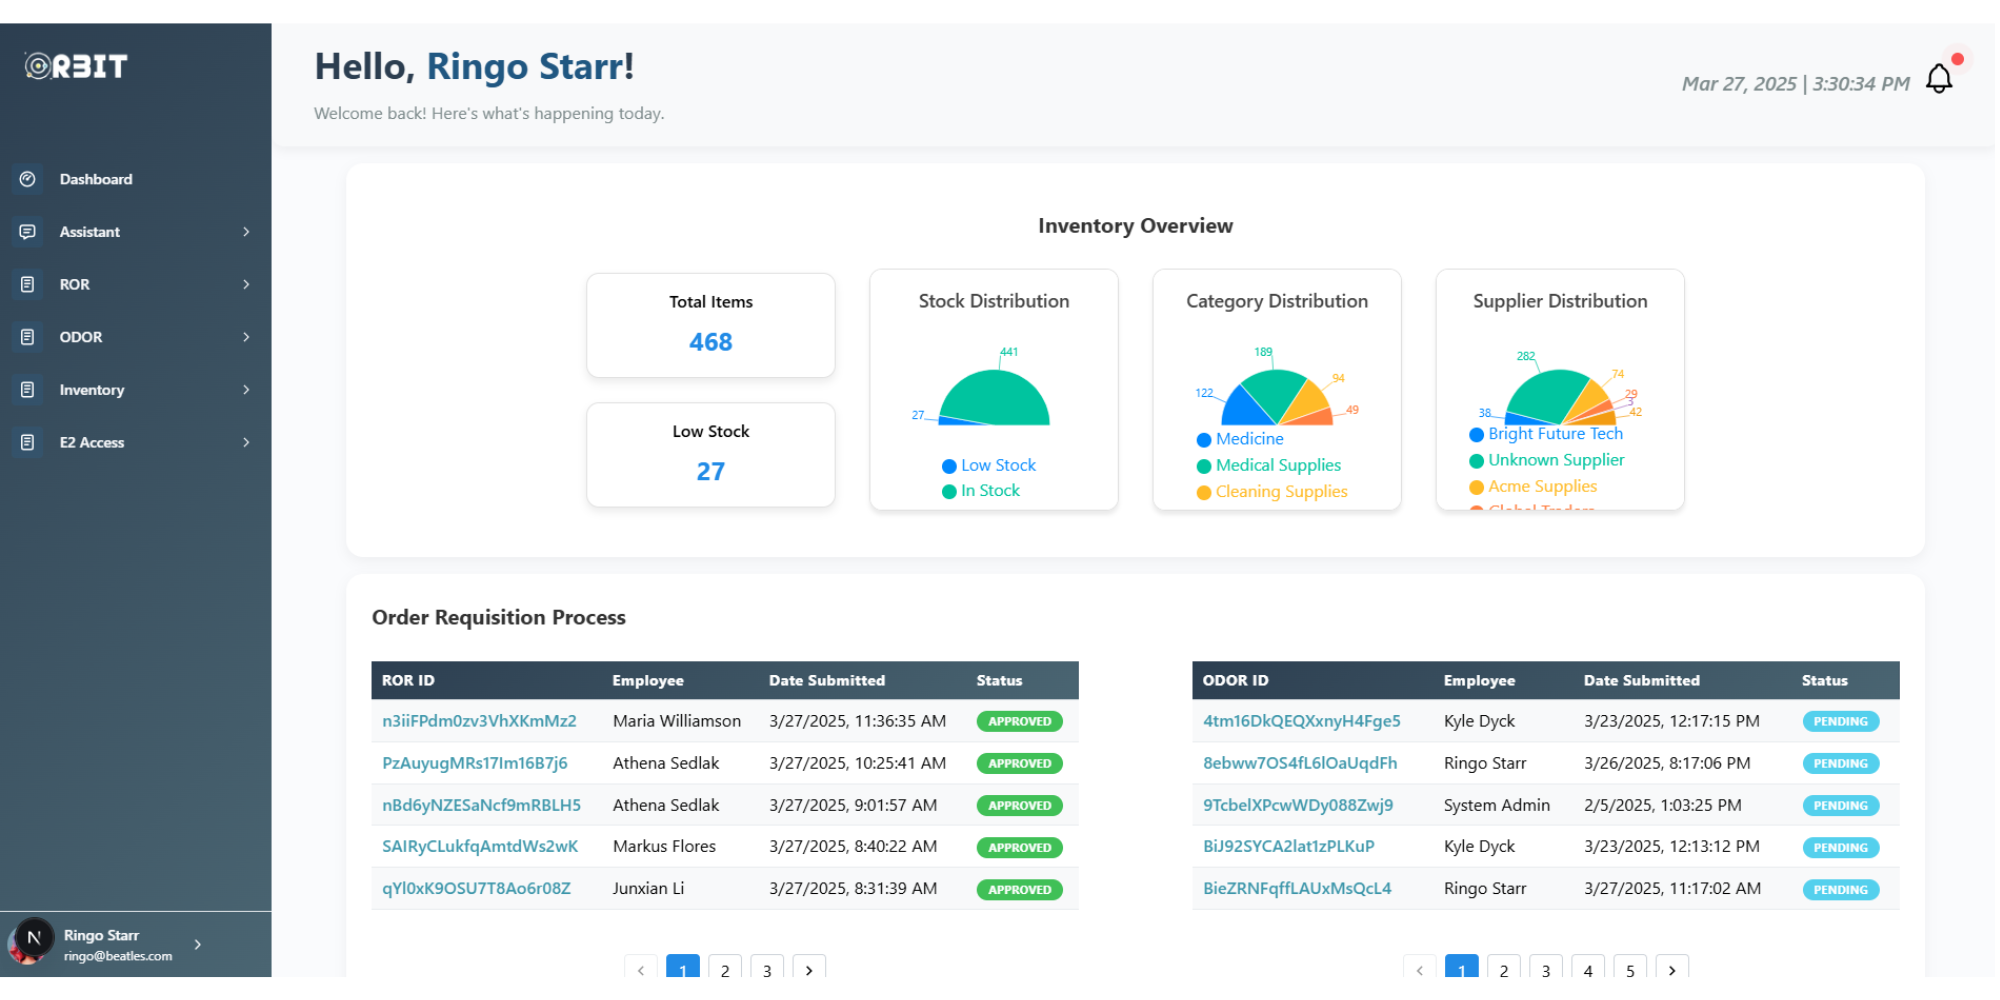 ORBIT
Hello, Ringo Starr!
Welcome back! Here's what's happening today.
Mar 27, 2025 | 3:30:34 PM
Dashboard
Assistant
ROR
ODOR
Inventory
E2 Access
Inventory Overview
Total Items
468
Low Stock
27
Stock Distribution
441
27
Low Stock
In Stock
Category Distribution
189
122
94
49
Medicine
Medical Supplies
Cleaning Supplies
Supplier Distribution
282
74
29
3
42
38
Bright Future Tech
Unknown Supplier
Acme Supplies
Global Traders
Order Requisition Process
ROR ID Employee Date Submitted Status
n3iiFPdm0zv3VhXKmMz2 Maria Williamson 3/27/2025, 11:36:35 AM APPROVED
PzAuyugMRs17Im16B7j6 Athena Sedlak 3/27/2025, 10:25:41 AM APPROVED
nBd6yNZESaNcf9mRBLH5 Athena Sedlak 3/27/2025, 9:01:57 AM APPROVED
SAIRyCLukfqAmtdWs2wK Markus Flores 3/27/2025, 8:40:22 AM APPROVED
qYl0xK9OSU7T8Ao6r08Z Junxian Li 3/27/2025, 8:31:39 AM APPROVED
1 2 3
ODOR ID Employee Date Submitted Status
4tm16DkQEQXxnyH4Fge5 Kyle Dyck 3/23/2025, 12:17:15 PM PENDING
8ebww7OS4fL6lOaUqdFh Ringo Starr 3/26/2025, 8:17:06 PM PENDING
9TcbelXPcwWDy088Zwj9 System Admin 2/5/2025, 1:03:25 PM PENDING
BiJ92SYCA2lat1zPLKuP Kyle Dyck 3/23/2025, 12:13:12 PM PENDING
BieZRNFqffLAUxMsQcL4 Ringo Starr 3/27/2025, 11:17:02 AM PENDING
1 2 3 4 5
N
Ringo Starr
ringo@beatles.com